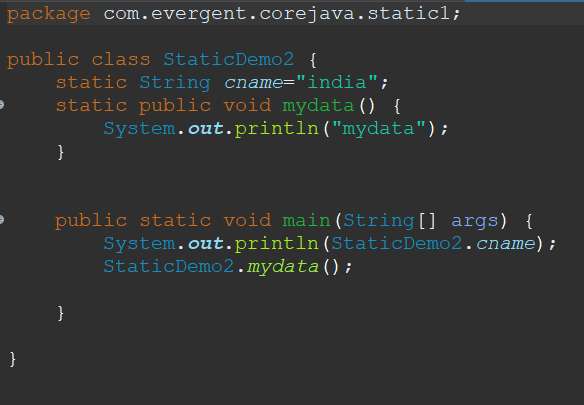 package com.evergent.corejava.static1;
public class StaticDemo2 {
static String cname="india";
static public void mydata() {
System.out.println("mydata");
}
public static void main(String[] args) {
System.out.println(StaticDemo2.cname);
StaticDemo2.mydata();
}
}